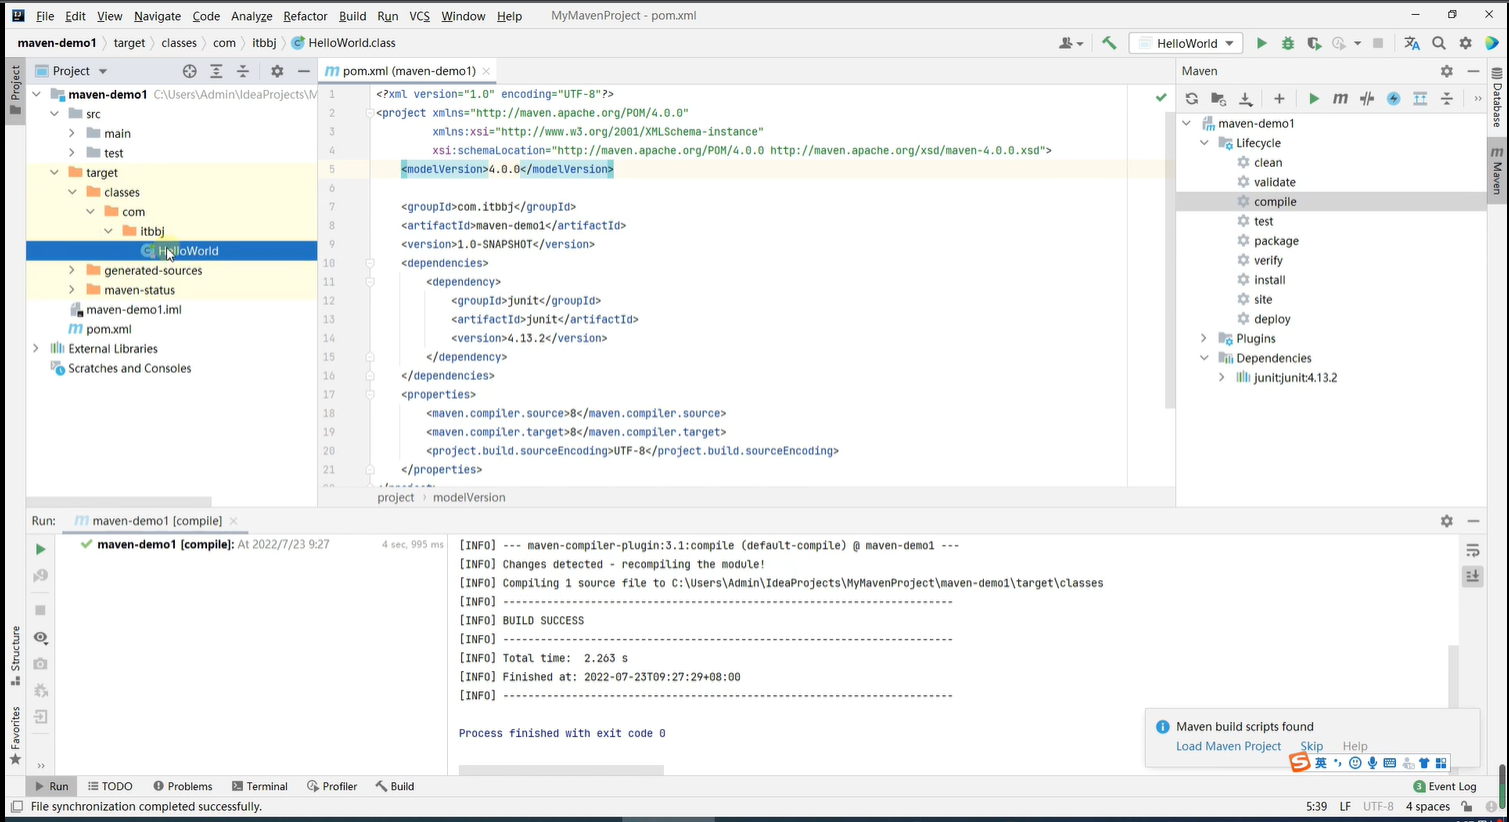 File Edit View Navigate Code Analyze Refactor Build Run VCS Window Help MyMavenProject - pom.xml
maven-demo1 target classes com itbbj HelloWorld.class HelloWorld
Project
Project
pom.xml (maven-demo1)
Maven
maven-demo1 C:\Users\Admin\IdeaProjects\M
src
main
test
target
classes
com
itbbj
HelloWorld
generated-sources
maven-status
maven-demo1.iml
pom.xml
External Libraries
Scratches and Consoles
1 <?xml version="1.0" encoding="UTF-8"?>
2 <project xmlns="http://maven.apache.org/POM/4.0.0"
3 xmlns:xsi="http://www.w3.org/2001/XMLSchema-instance"
4 xsi:schemaLocation="http://maven.apache.org/POM/4.0.0 http://maven.apache.org/xsd/maven-4.0.0.xsd">
5 <modelVersion>4.0.0</modelVersion>
6
7 <groupId>com.itbbj</groupId>
8 <artifactId>maven-demo1</artifactId>
9 <version>1.0-SNAPSHOT</version>
10 <dependencies>
11 <dependency>
12 <groupId>junit</groupId>
13 <artifactId>junit</artifactId>
14 <version>4.13.2</version>
15 </dependency>
16 </dependencies>
17 <properties>
18 <maven.compiler.source>8</maven.compiler.source>
19 <maven.compiler.target>8</maven.compiler.target>
20 <project.build.sourceEncoding>UTF-8</project.build.sourceEncoding>
21 </properties>
project modelVersion
maven-demo1
Lifecycle
clean
validate
compile
test
package
verify
install
site
deploy
Plugins
Dependencies
junit:junit:4.13.2
Database
Maven
Run: maven-demo1 [compile]
maven-demo1 [compile]: At 2022/7/23 9:27 4 sec, 995 ms
[INFO] --- maven-compiler-plugin:3.1:compile (default-compile) @ maven-demo1 ---
[INFO] Changes detected - recompiling the module!
[INFO] Compiling 1 source file to C:\Users\Admin\IdeaProjects\MyMavenProject\maven-demo1\target\classes
[INFO] ------------------------------------------------------------------------
[INFO] BUILD SUCCESS
[INFO] ------------------------------------------------------------------------
[INFO] Total time: 2.263 s
[INFO] Finished at: 2022-07-23T09:27:29+08:00
[INFO] ------------------------------------------------------------------------
Process finished with exit code 0
Structure
Favorites
Maven build scripts found
Load Maven Project Skip Help
英
Run TODO Problems Terminal Profiler Build 3 Event Log
File synchronization completed successfully. 5:39 LF UTF-8 4 spaces